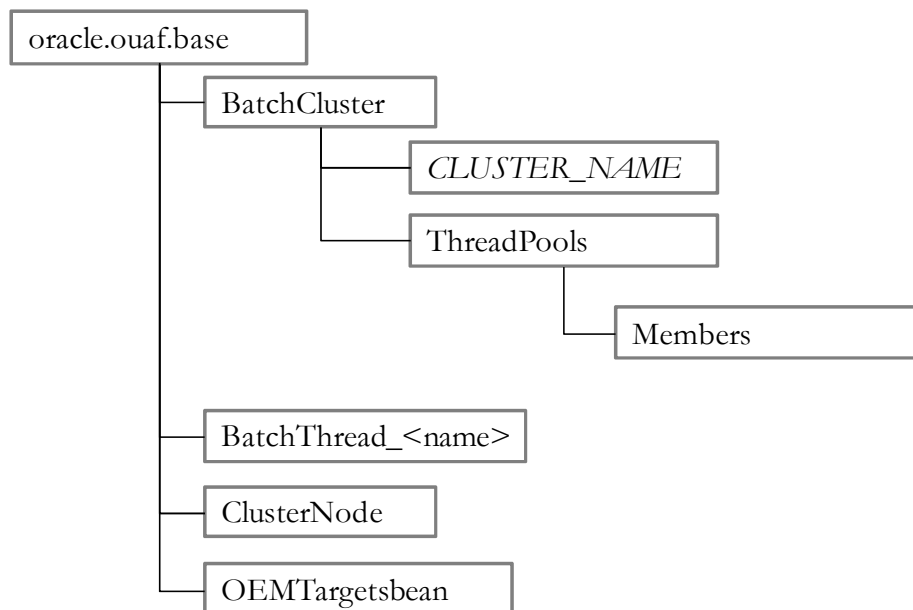 oracle.ouaf.base
BatchCluster
CLUSTER_NAME
ThreadPools
Members
BatchThread_<name>
ClusterNode
OEMTargetsbean